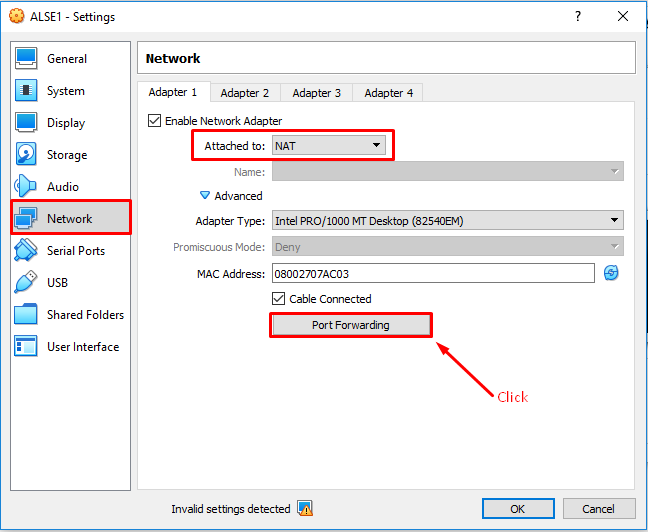 ALSE1 - Settings
?
General
System
Display
Storage
Audio
Network
Serial Ports
USB
Shared Folders
User Interface
Network
Adapter 1 Adapter 2 Adapter 3 Adapter 4
Enable Network Adapter
Attached to: NAT
Name:
Advanced
Adapter Type: Intel PRO/1000 MT Desktop (82540EM)
Promiscuous Mode: Deny
MAC Address: 08002707AC03
Cable Connected
Port Forwarding
Click
Invalid settings detected
OK Cancel